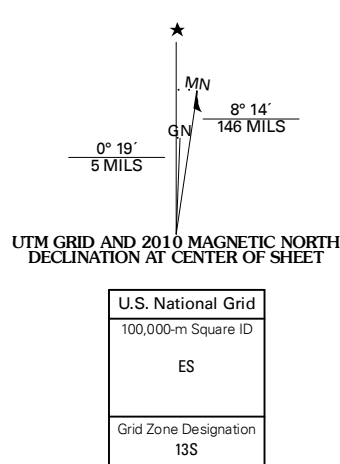 ★
MN
8° 14´
146 MILS
GN
0° 19´
5 MILS
UTM GRID AND 2010 MAGNETIC NORTH
DECLINATION AT CENTER OF SHEET
U.S. National Grid
100,000-m Square ID
ES
Grid Zone Designation
13S